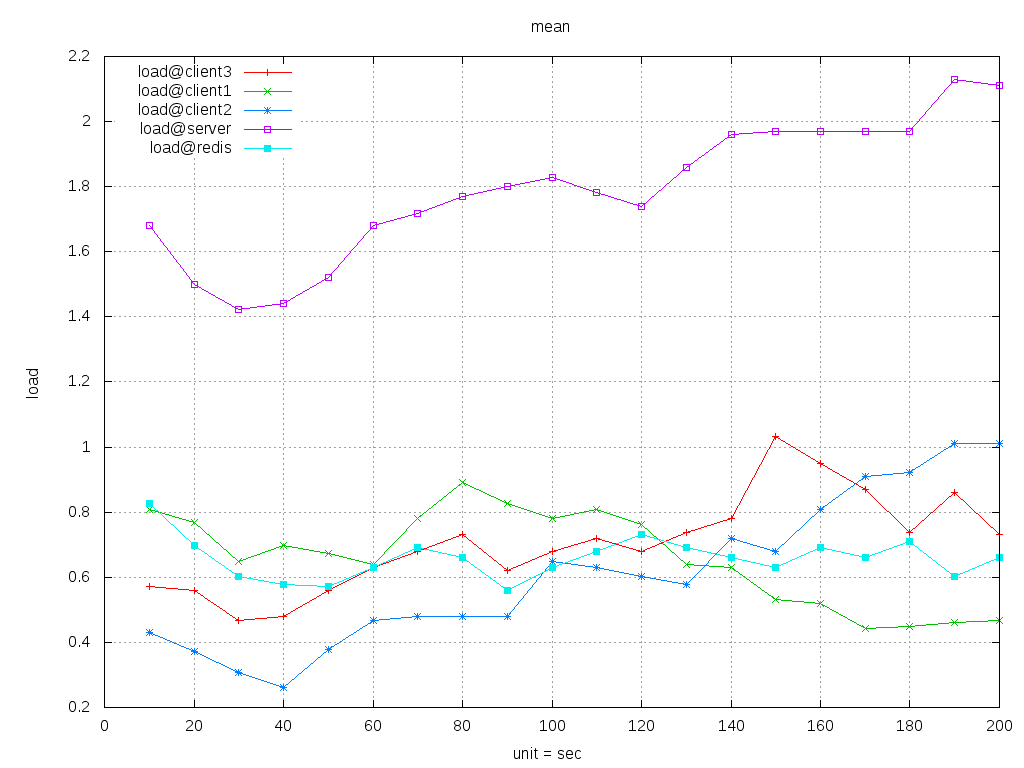 mean
2.2
2
1.8
1.6
1.4
1.2
1
0.8
0.6
0.4
0.2
load
load@client3
load@client1
load@client2
load@server
load@redis
0 20 40 60 80 100 120 140 160 180 200
unit = sec